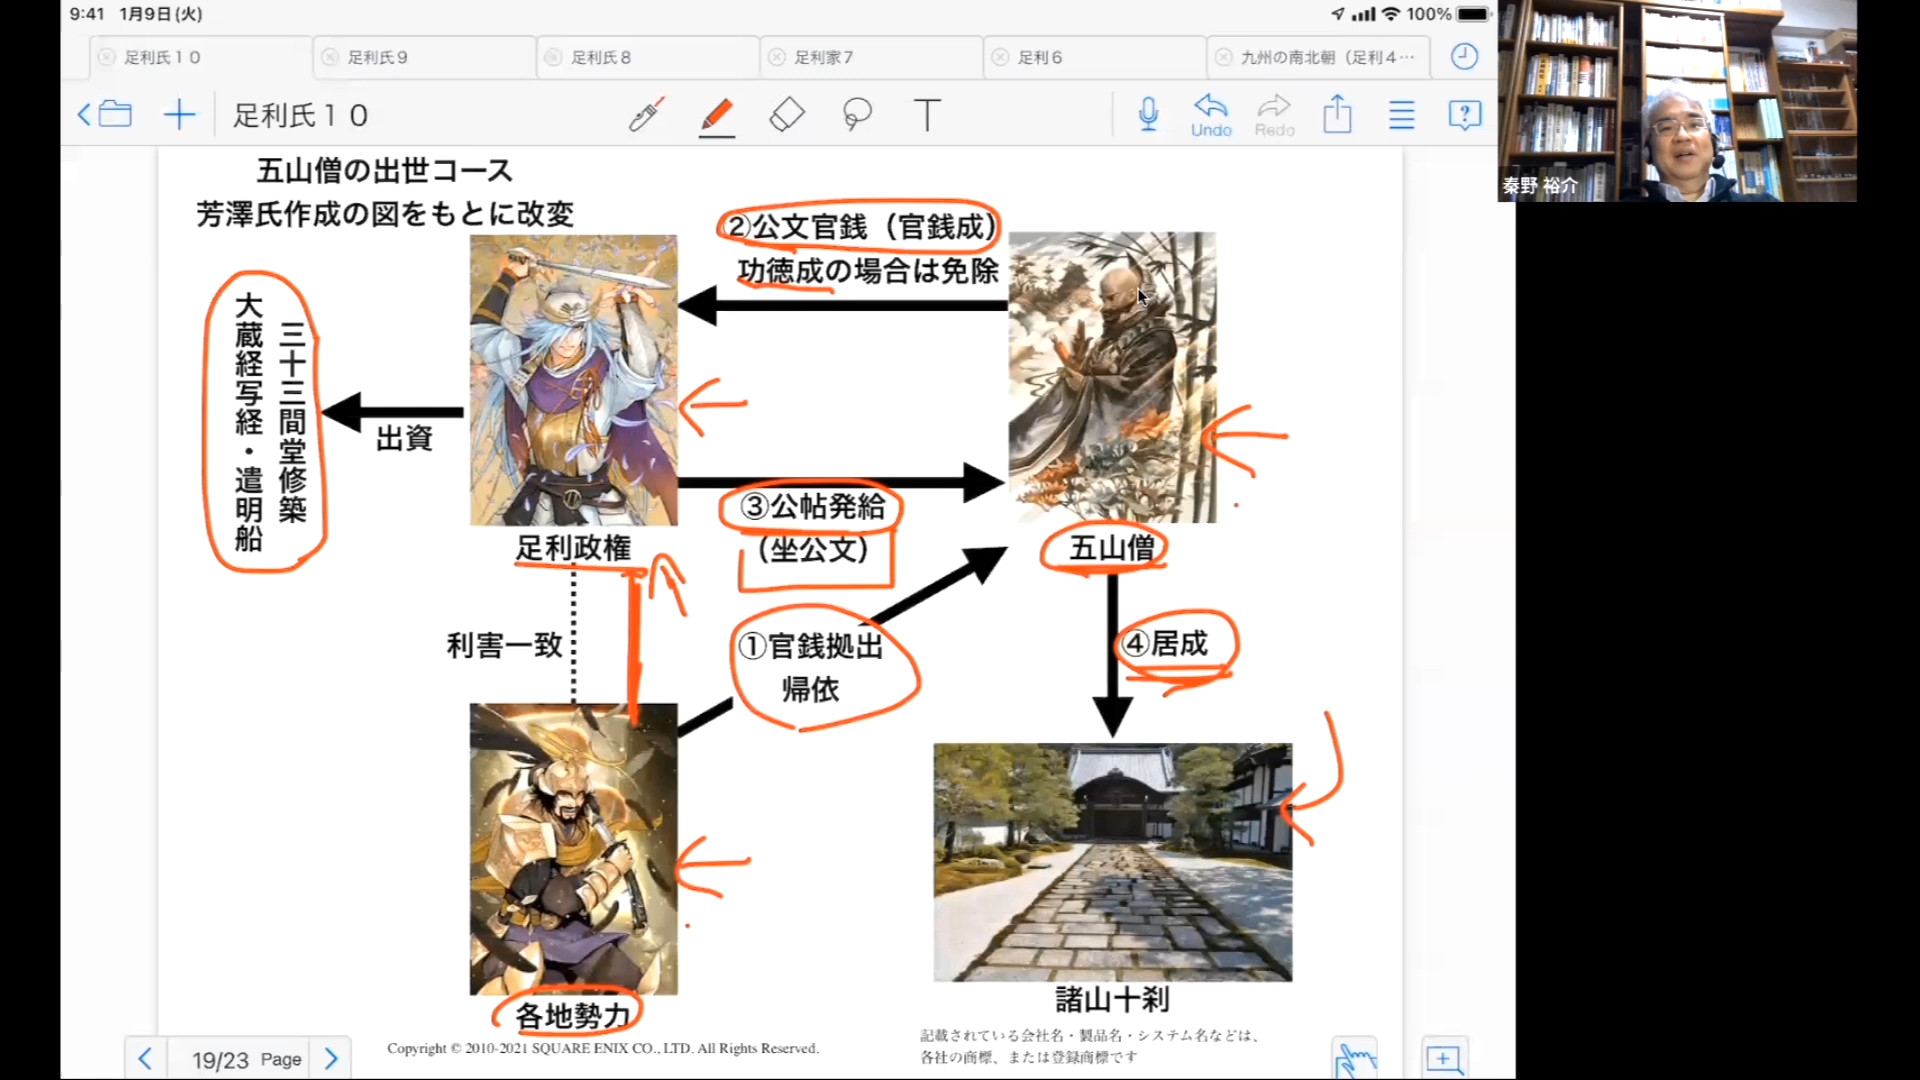 9:41 1月9日(火)
100%
足利氏10
足利氏9
足利氏8
足利家7
足利6
九州の南北朝（足利4…
足利氏10
T
Undo
Redo
?
秦野 裕介
五山僧の出世コース
芳澤氏作成の図をもとに改変
②公文官銭（官銭成）
功徳成の場合は免除
三十三間堂修築
大蔵経写経・遣明船
出資
③公帖発給
（坐公文）
足利政権
五山僧
利害一致
①官銭拠出
帰依
④居成
各地勢力
諸山十刹
Copyright © 2010-2021 SQUARE ENIX CO., LTD. All Rights Reserved.
記載されている会社名・製品名・システム名などは、
各社の商標、または登録商標です
19/23 Page